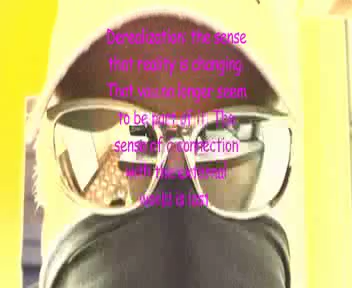 Derealization: the sense
that reality is changing.
That you no longer seem
to be part of it. The
sense of a connection
with the external
world is lost.